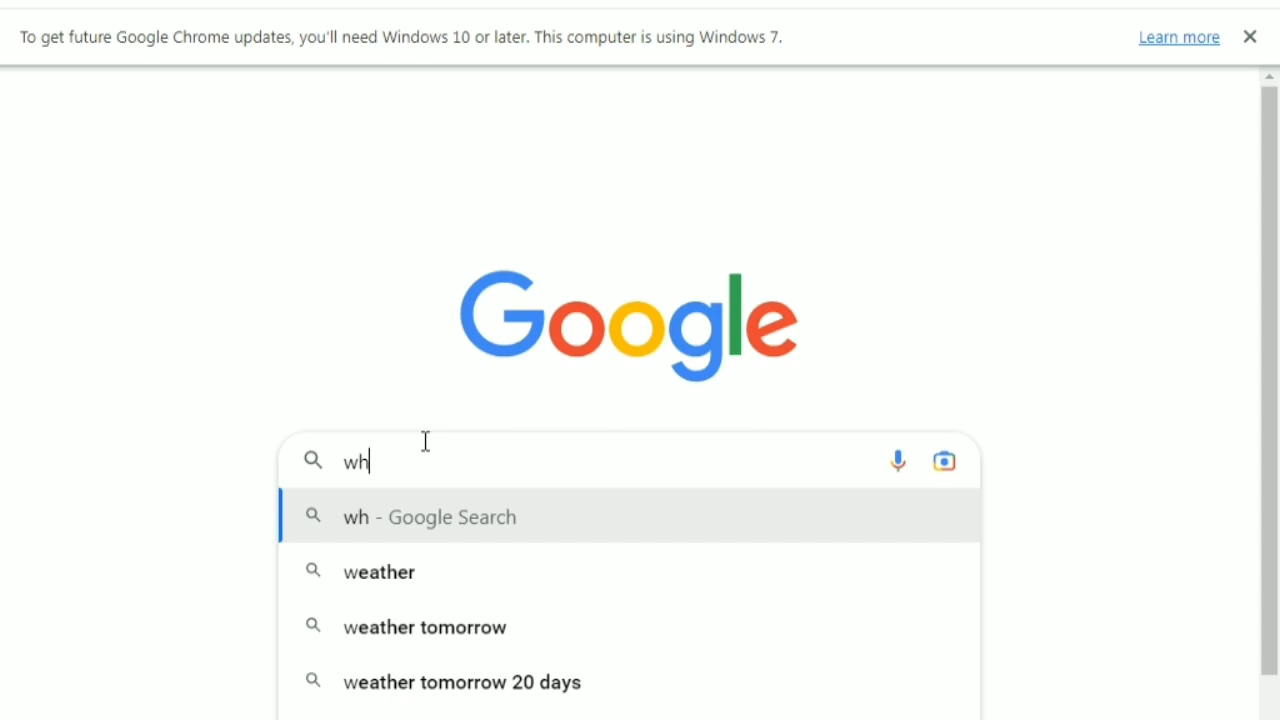 To get future Google Chrome updates, you'll need Windows 10 or later. This computer is using Windows 7. Learn more
Google
wh
wh - Google Search
weather
weather tomorrow
weather tomorrow 20 days